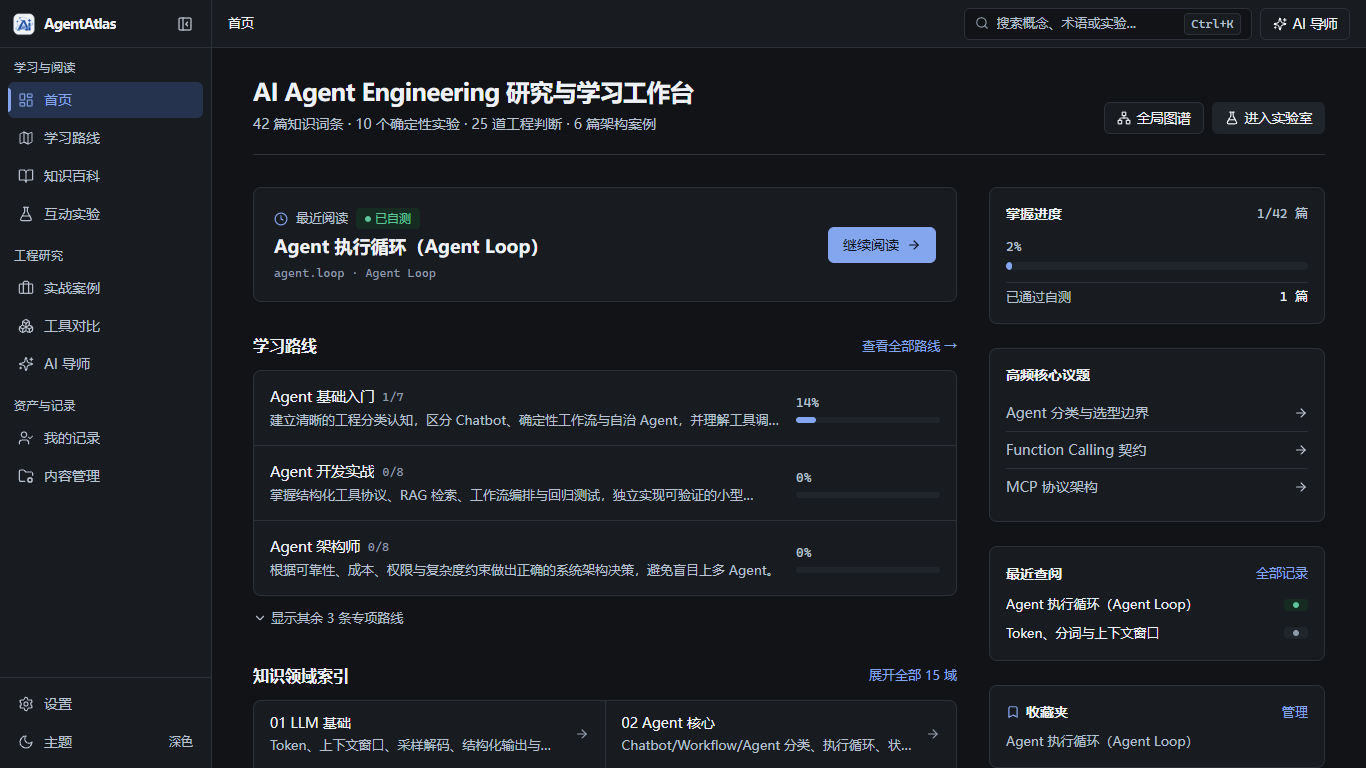 AgentAtlas
首页
搜索概念、术语或实验...
Ctrl+K
AI 导师
学习与阅读
首页
学习路线
知识百科
互动实验
工程研究
实战案例
工具对比
AI 导师
资产与记录
我的记录
内容管理
设置
主题
深色
AI Agent Engineering 研究与学习工作台
42 篇知识词条 · 10 个确定性实验 · 25 道工程判断 · 6 篇架构案例
全局图谱
进入实验室
最近阅读
已自测
Agent 执行循环（Agent Loop）
agent.loop · Agent Loop
继续阅读
学习路线
查看全部路线
Agent 基础入门 1/7
建立清晰的工程分类认知，区分 Chatbot、确定性工作流与自治 Agent，并理解工具调...
14%
Agent 开发实战 0/8
掌握结构化工具协议、RAG 检索、工作流编排与回归测试，独立实现可验证的小型...
0%
Agent 架构师 0/8
根据可靠性、成本、权限与复杂度约束做出正确的系统架构决策，避免盲目上多 Agent。
0%
显示其余 3 条专项路线
知识领域索引
展开全部 15 域
01 LLM 基础
Token、上下文窗口、采样解码、结构化输出与...
02 Agent 核心
Chatbot/Workflow/Agent 分类、执行循环、状...
掌握进度
1/42 篇
2%
已通过自测
1 篇
高频核心议题
Agent 分类与选型边界
Function Calling 契约
MCP 协议架构
最近查阅
全部记录
Agent 执行循环（Agent Loop）
Token、分词与上下文窗口
收藏夹
管理
Agent 执行循环（Agent Loop）